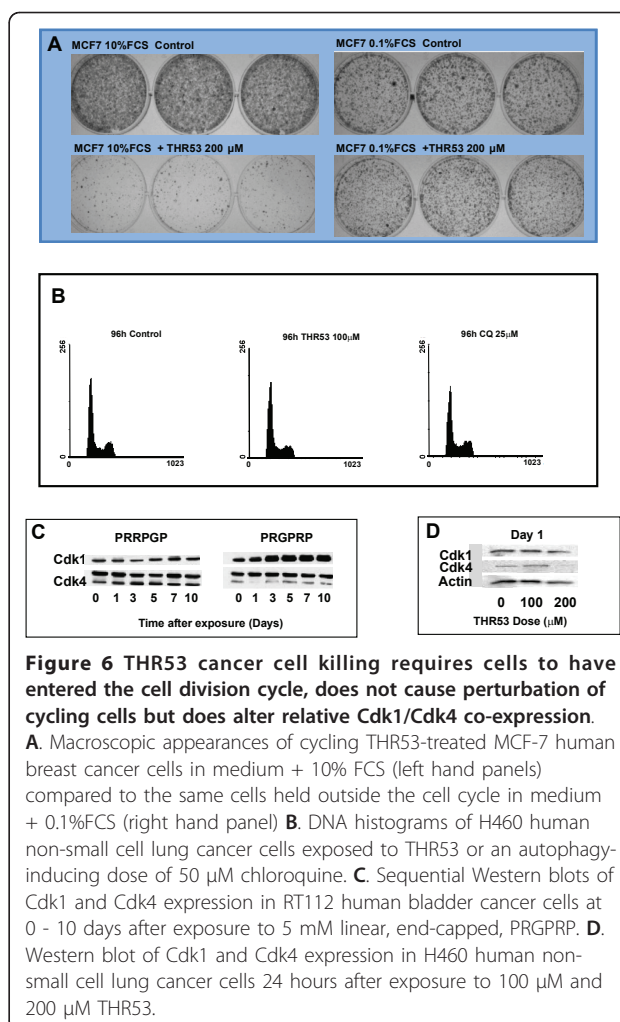 A MCF7 10%FCS Control
MCF7 0.1%FCS Control
MCF7 10%FCS + THR53 200 µM
MCF7 0.1%FCS +THR53 200 µM
B
96h Control
96h THR53 100µM
96h CQ 25µM
256
256
256
0
0
0
0 1023
0 1023
0 1023
C PRRPGP PRGPRP
Cdk1
Cdk4
0 1 3 5 7 10 0 1 3 5 7 10
Time after exposure (Days)
D Day 1
Cdk1
Cdk4
Actin
0 100 200
THR53 Dose (µM)
Figure 6 THR53 cancer cell killing requires cells to have
entered the cell division cycle, does not cause perturbation of
cycling cells but does alter relative Cdk1/Cdk4 co-expression.
A. Macroscopic appearances of cycling THR53-treated MCF-7 human
breast cancer cells in medium + 10% FCS (left hand panels)
compared to the same cells held outside the cell cycle in medium
+ 0.1%FCS (right hand panel) B. DNA histograms of H460 human
non-small cell lung cancer cells exposed to THR53 or an autophagy-
inducing dose of 50 µM chloroquine. C. Sequential Western blots of
Cdk1 and Cdk4 expression in RT112 human bladder cancer cells at
0 - 10 days after exposure to 5 mM linear, end-capped, PRGPRP. D.
Western blot of Cdk1 and Cdk4 expression in H460 human non-
small cell lung cancer cells 24 hours after exposure to 100 µM and
200 µM THR53.